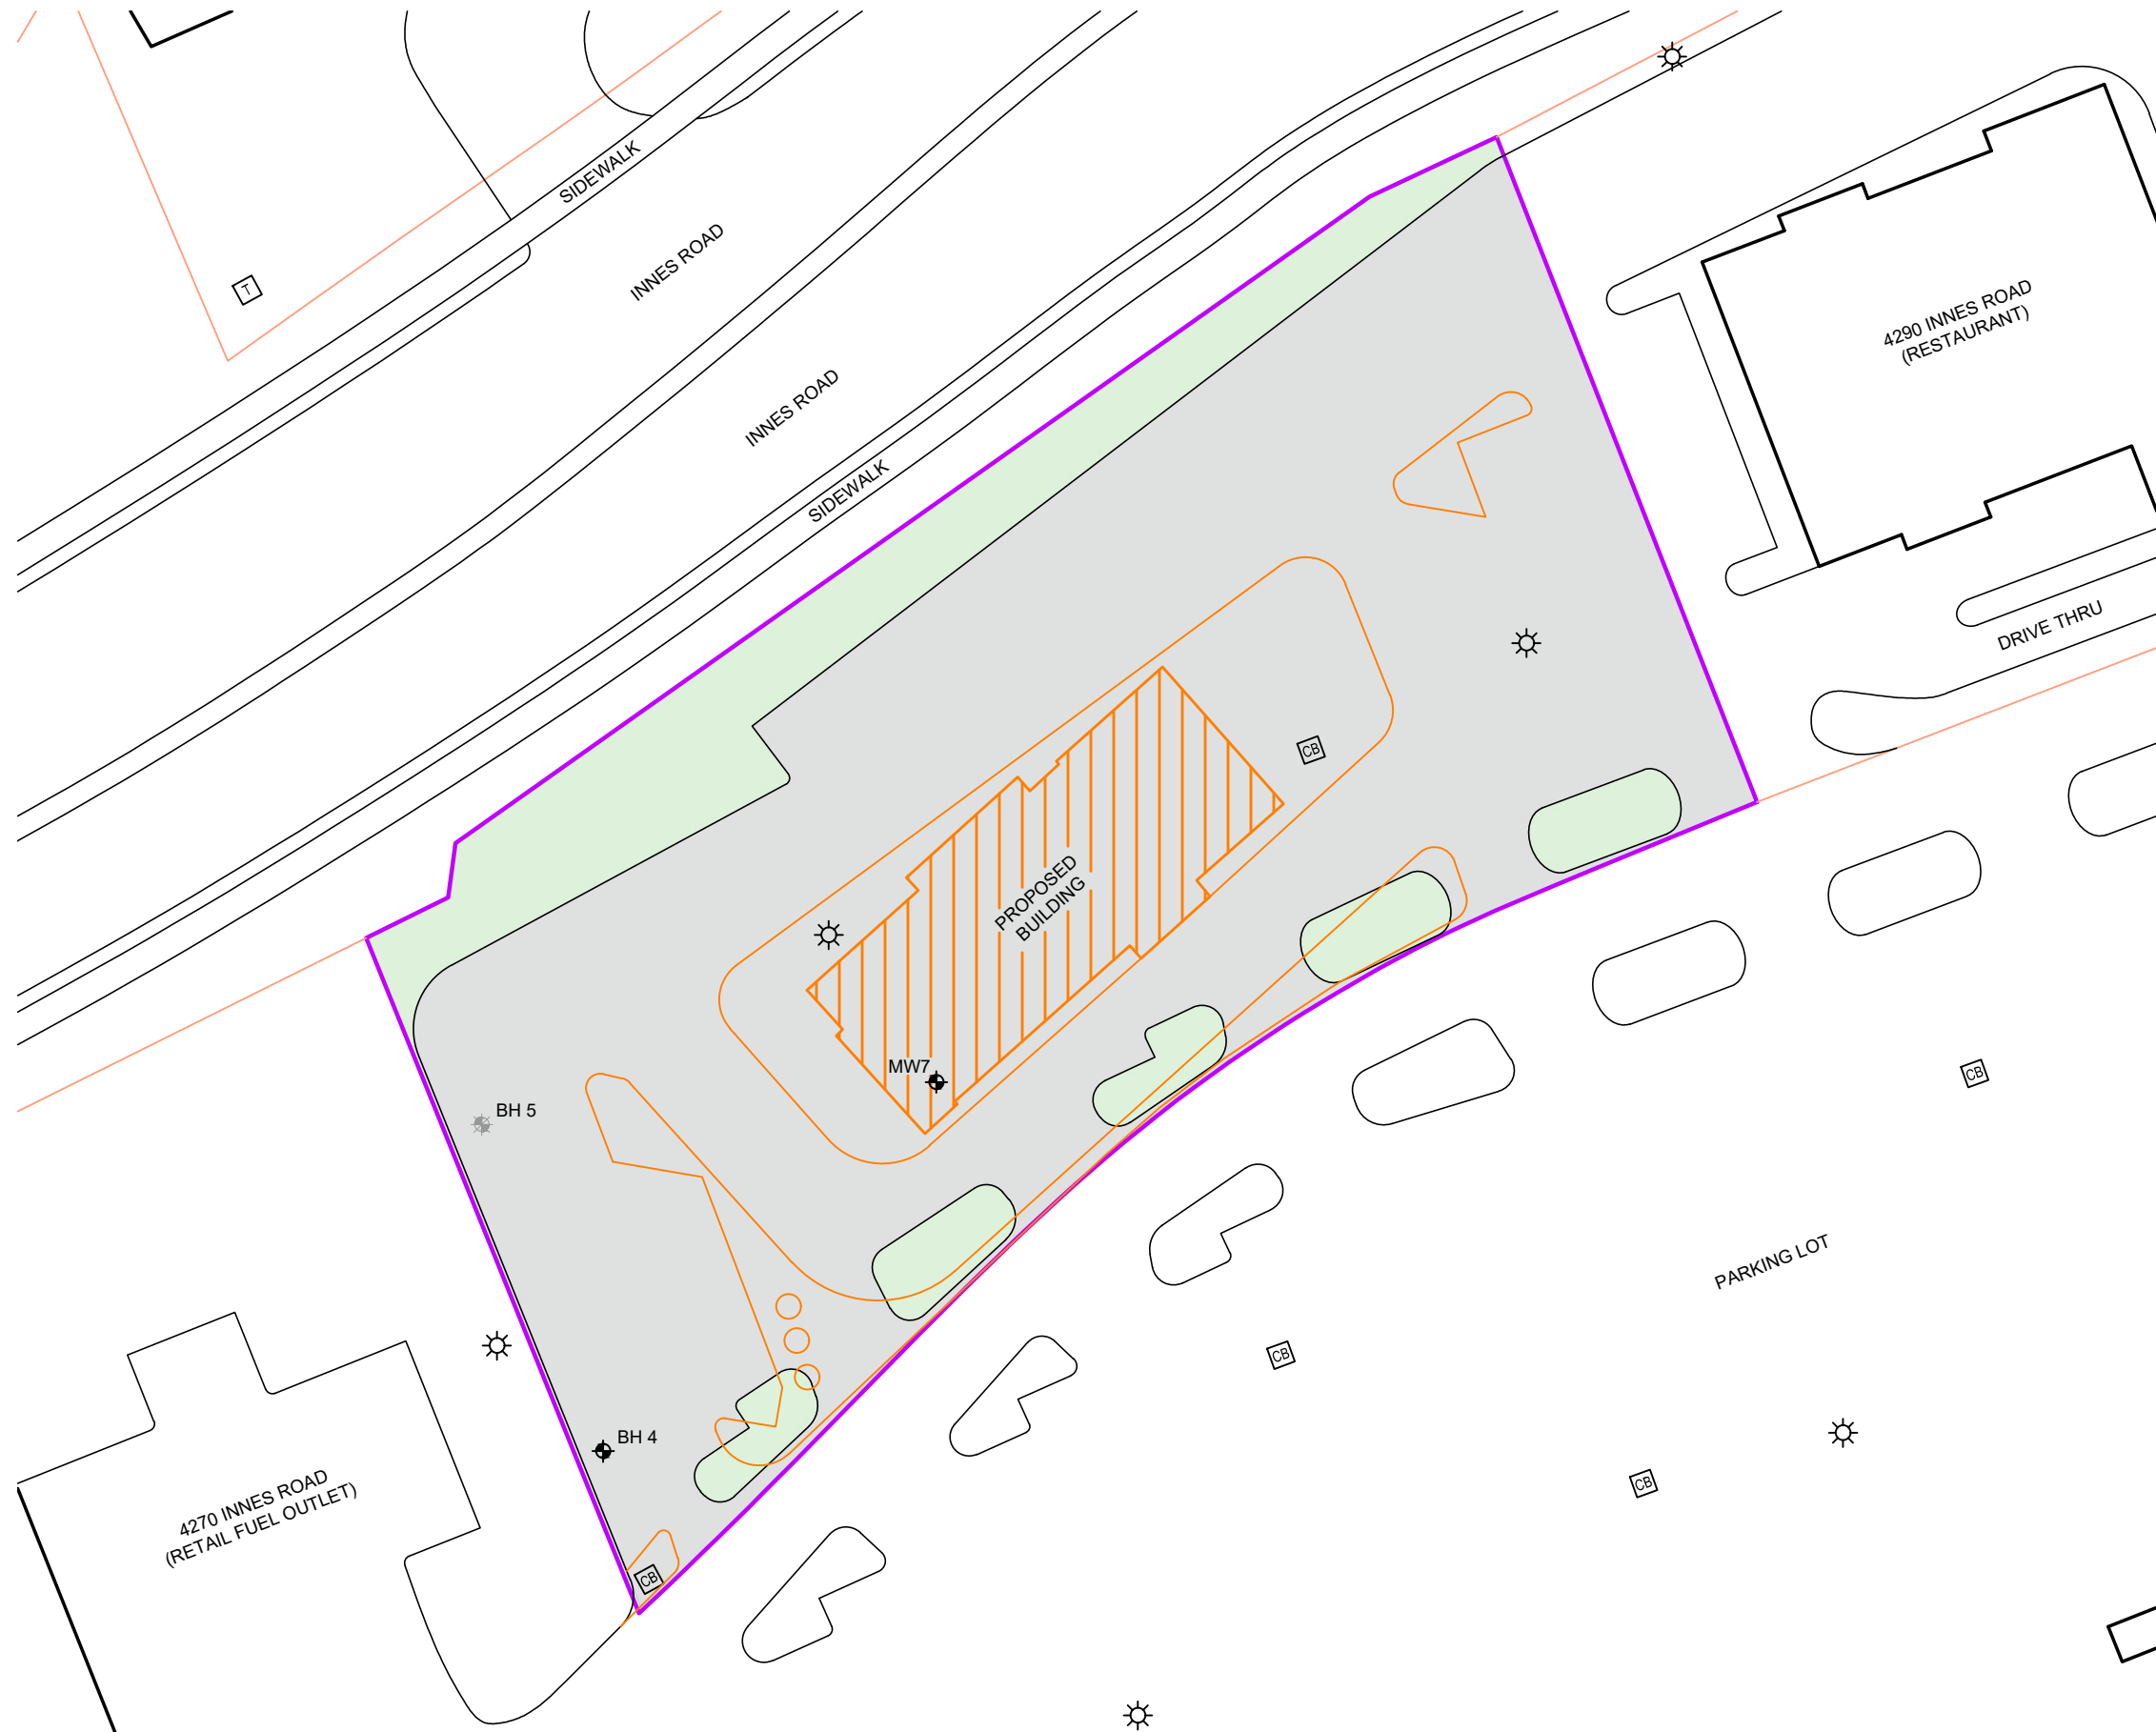 SIDEWALK
T
INNES ROAD
4290 INNES ROAD
(RESTAURANT)
INNES ROAD
SIDEWALK
DRIVE THRU
CB
PROPOSED
BUILDING
MW7
CB
BH 5
PARKING LOT
CB
BH 4
CB
4270 INNES ROAD
(RETAIL FUEL OUTLET)
CB